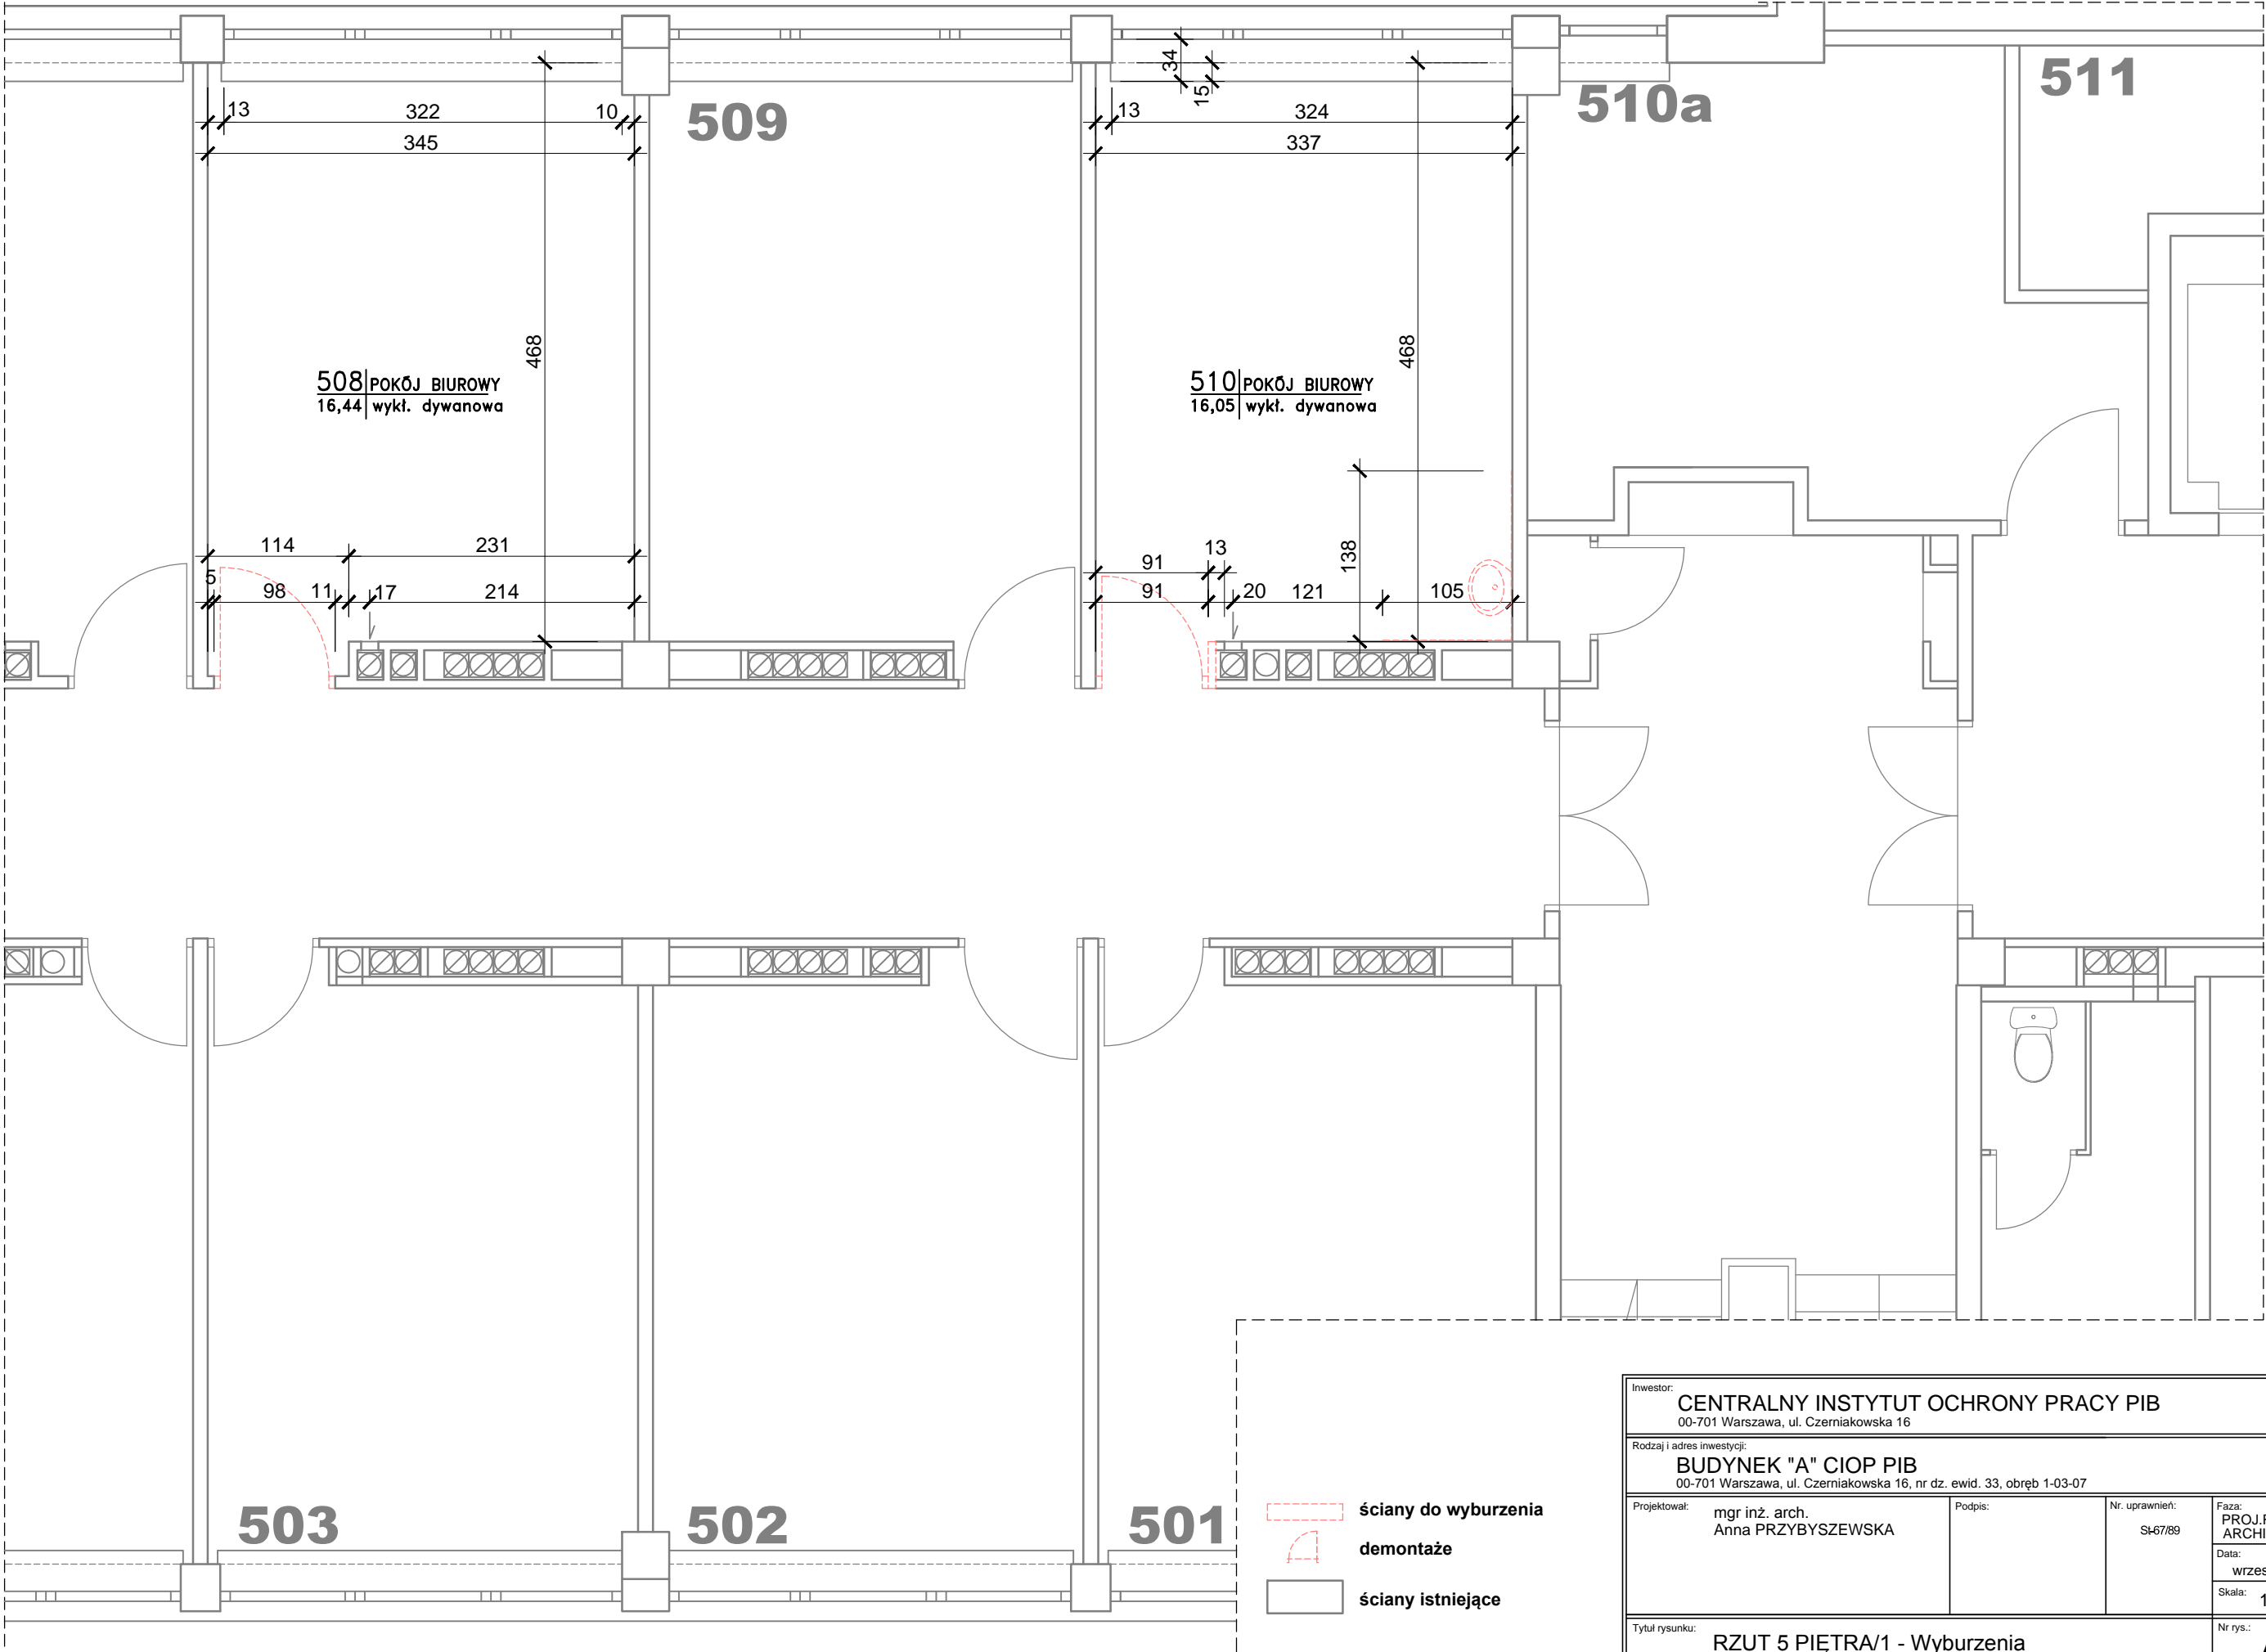 509
510a
511
34
15
13
322
10
345
13
324
337
468
468
508 POKÓJ BIUROWY
16,44 wykł. dywanowa
510 POKÓJ BIUROWY
16,05 wykł. dywanowa
114
231
5
98
11
17
214
91
13
91
20
121
138
105
503
502
501
ściany do wyburzenia
demontaże
ściany istniejące
Inwestor:
CENTRALNY INSTYTUT OCHRONY PRACY PIB
00-701 Warszawa, ul. Czerniakowska 16
Rodzaj i adres inwestycji:
BUDYNEK "A" CIOP PIB
00-701 Warszawa, ul. Czerniakowska 16, nr dz. ewid. 33, obręb 1-03-07
Projektował:
mgr inż. arch.
Anna PRZYBYSZEWSKA
Podpis:
Nr. uprawnień:
St-67/89
Faza:
ARCHI
Data:
wrzes
Skala: 1
Tytuł rysunku:
RZUT 5 PIĘTRA/1 - Wyburzenia
Nr rys.: